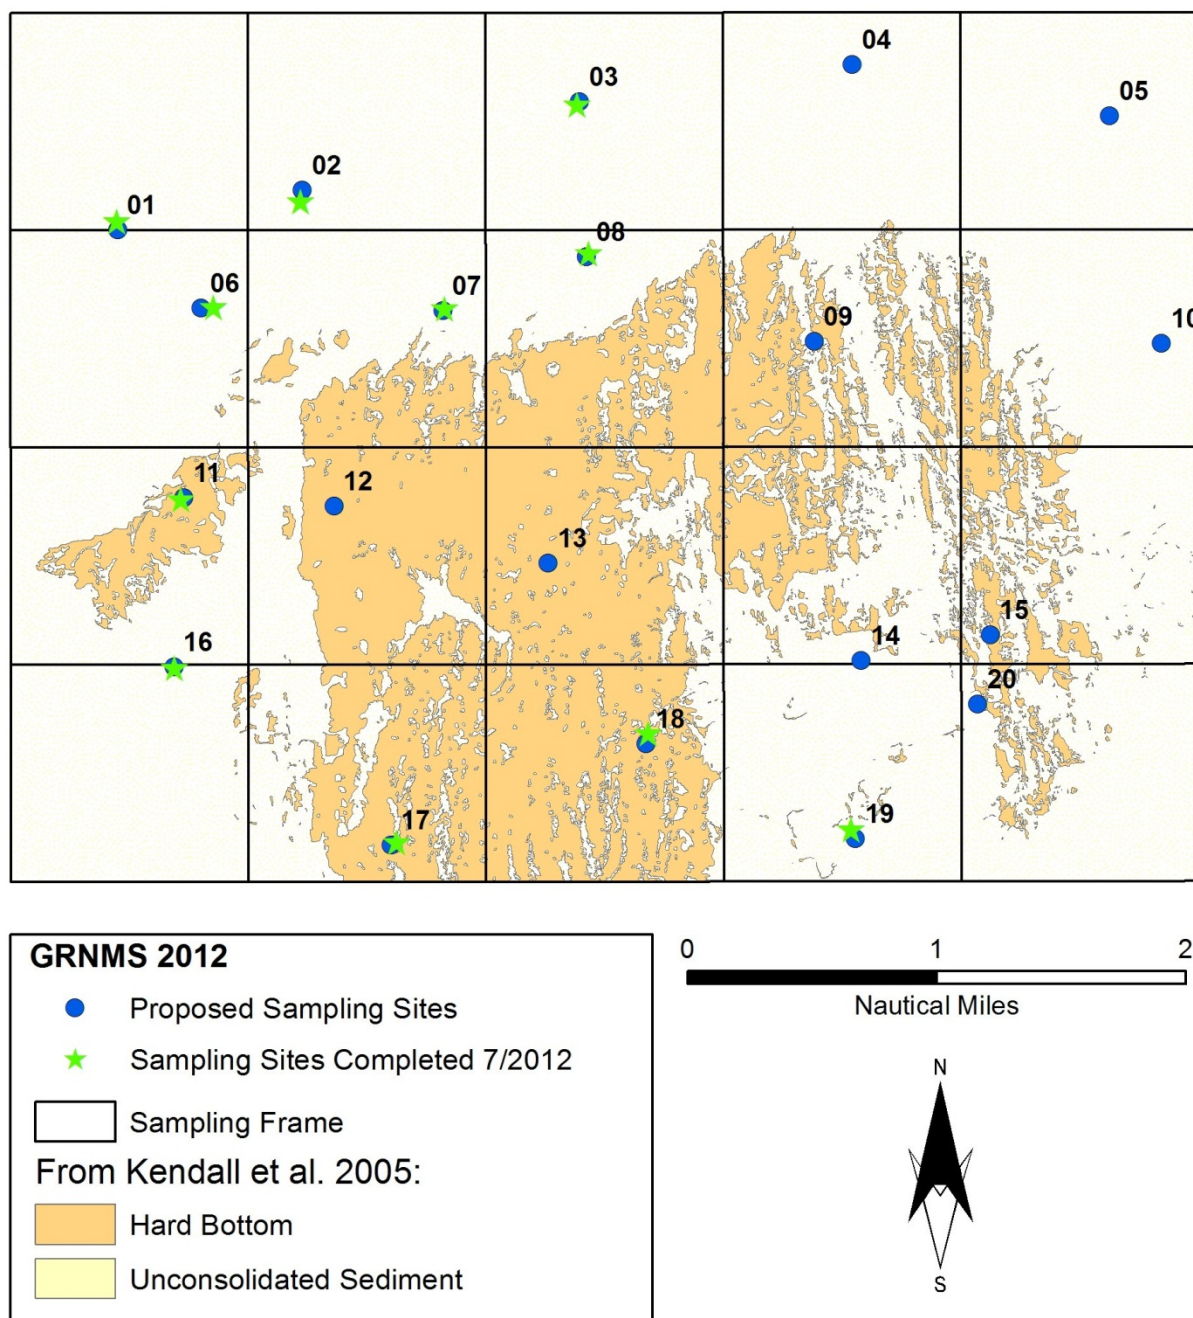 04
03
05
02
01
08
06
07
09
10
11
12
13
15
14
16
20
18
19
17
GRNMS 2012
Proposed Sampling Sites
Sampling Sites Completed 7/2012
Sampling Frame
From Kendall et al. 2005:
Hard Bottom
Unconsolidated Sediment
0 1 2
Nautical Miles
N
S